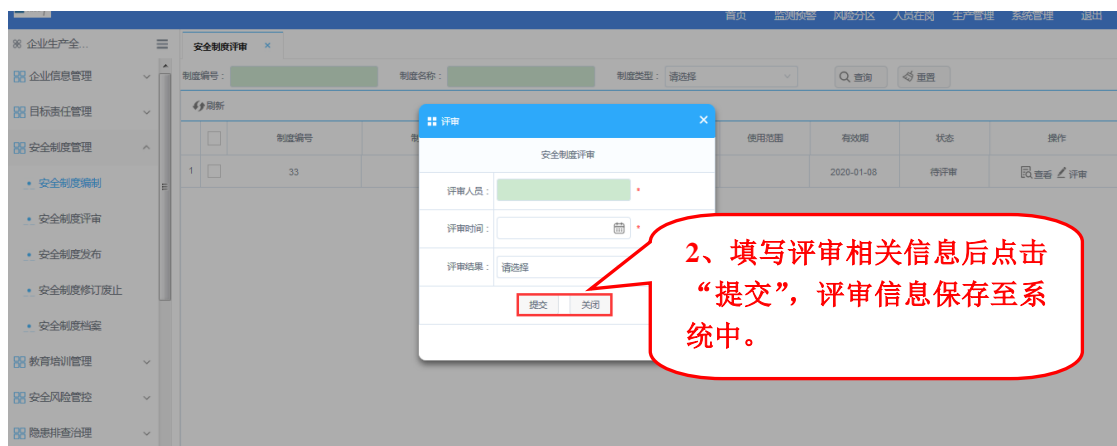 首页 监测预警 风险分区 人员在岗 生产管理 系统管理 退出
企业生产全...
安全制度评审 ×
企业信息管理
制度编号： 制度名称： 制度类型： 请选择 查询 重置
目标责任管理
刷新
评审 ×
安全制度管理
制度编号 使用范围 有效期 状态 操作
安全制度评审
1 33 2020-01-08 待评审 查看 评审
安全制度编制
评审人员： *
安全制度评审
评审时间： *
安全制度发布
评审结果： 请选择
安全制度修订废止
提交 关闭
安全制度档案
教育培训管理
安全风险管控
隐患排查治理
2、填写评审相关信息后点击
“提交”，评审信息保存至系
统中。